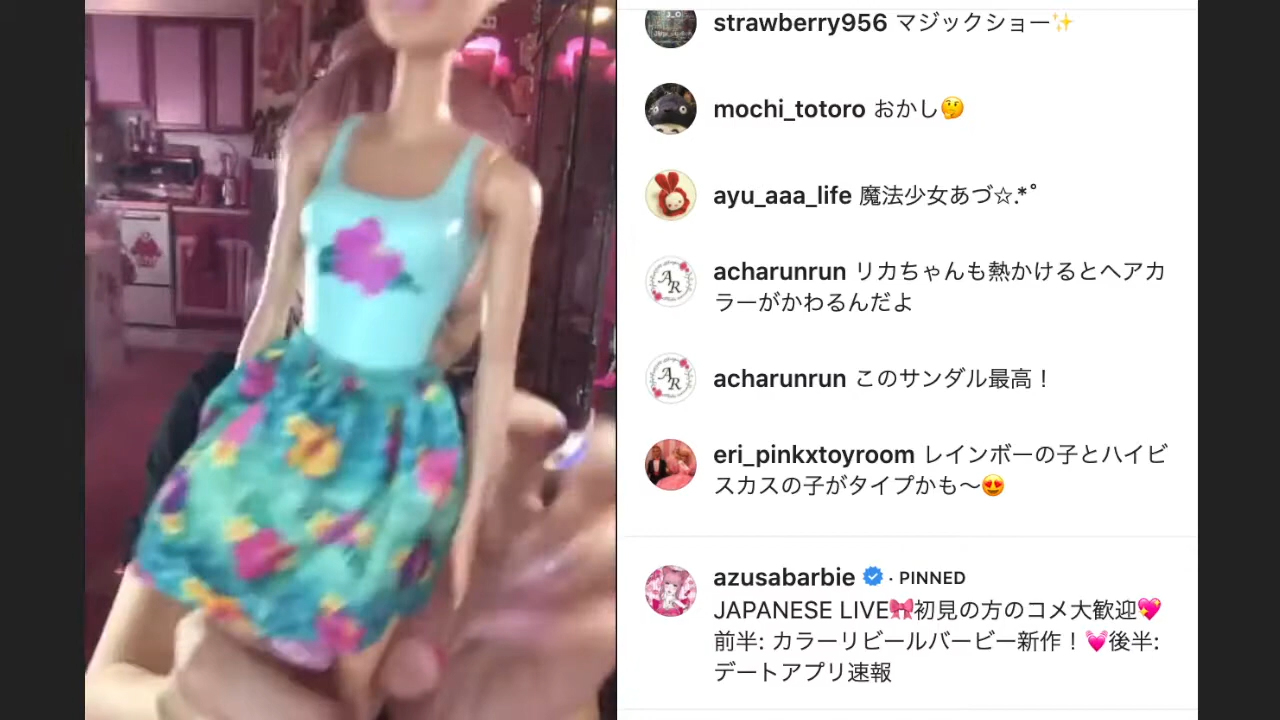 strawberry956 マジックショー✨
mochi_totoro おかし🤔
ayu_aaa_life 魔法少女あづ☆.*ﾟ
acharunrun リカちゃんも熱かけるとヘアカ
ラーがかわるんだよ
acharunrun このサンダル最高！
eri_pinkxtoyroom レインボーの子とハイビ
スカスの子がタイプかも〜😍
azusabarbie · PINNED
JAPANESE LIVE🎀初見の方のコメ大歓迎💖
前半: カラーリビールバービー新作！💓後半:
デートアプリ速報